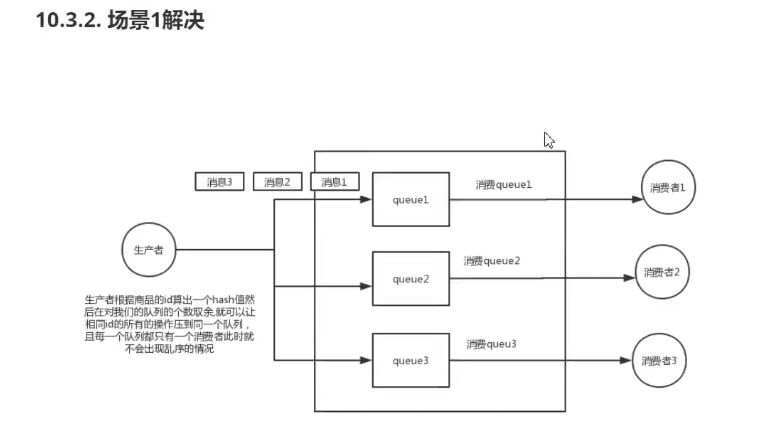 10.3.2. 场景1解决
消息3
消息2
消息1
queue1
消费queue1
消费者1
生产者
queue2
消费queue2
消费者2
生产者根据商品的id算出一个hash值然
后在对我们的队列的个数取余,就可以让
相同id的所有的操作压到同一个队列，
且每一个队列都只有一个消费者此时就
不会出现乱序的情况
queue3
消费queu3
消费者3